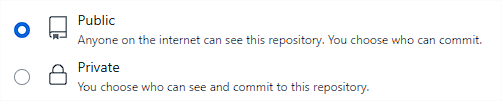 Public
Anyone on the internet can see this repository. You choose who can commit.
Private
You choose who can see and commit to this repository.